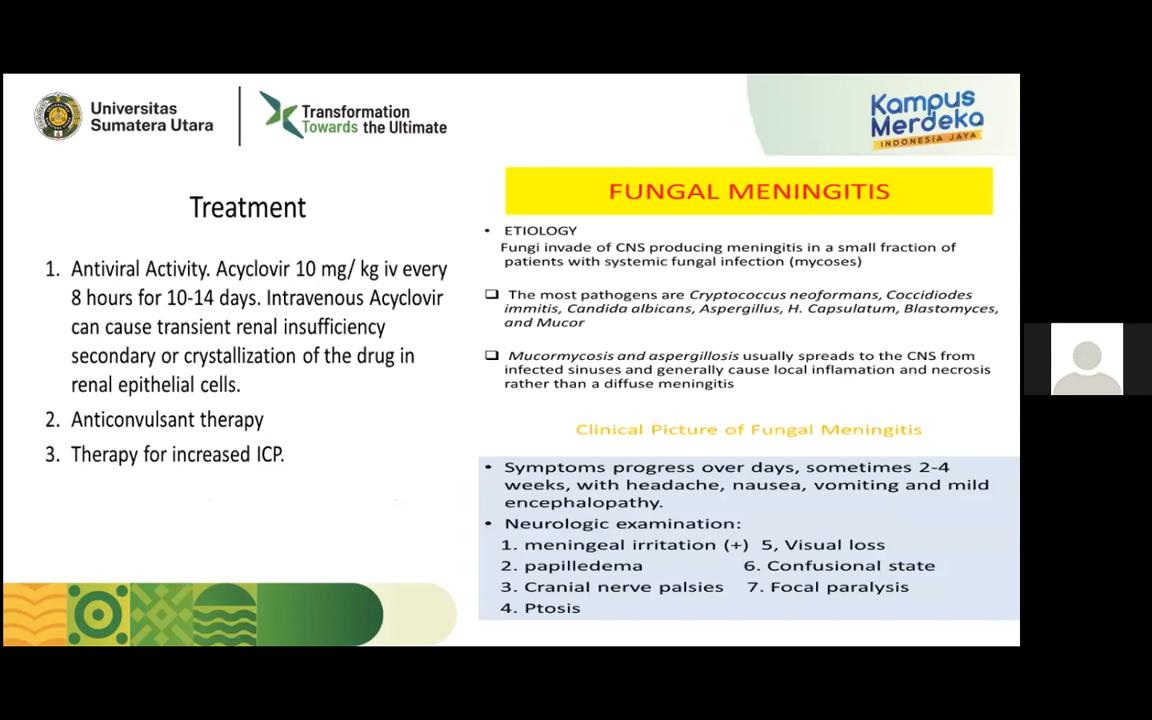 Universitas
Sumatera Utara
Transformation
Towards the Ultimate
Kampus
Merdeka
INDONESIA JAYA
Treatment
1. Antiviral Activity. Acyclovir 10 mg/ kg iv every
8 hours for 10-14 days. Intravenous Acyclovir
can cause transient renal insufficiency
secondary or crystallization of the drug in
renal epithelial cells.
2. Anticonvulsant therapy
3. Therapy for increased ICP.
FUNGAL MENINGITIS
• ETIOLOGY
Fungi invade of CNS producing meningitis in a small fraction of
patients with systemic fungal infection (mycoses)
❑ The most pathogens are Cryptococcus neoformans, Coccidiodes
immitis, Candida albicans, Aspergillus, H. Capsulatum, Blastomyces,
and Mucor
❑ Mucormycosis and aspergillosis usually spreads to the CNS from
infected sinuses and generally cause local inflamation and necrosis
rather than a diffuse meningitis
Clinical Picture of Fungal Meningitis
• Symptoms progress over days, sometimes 2-4
weeks, with headache, nausea, vomiting and mild
encephalopathy.
• Neurologic examination:
1. meningeal irritation (+) 5, Visual loss
2. papilledema 6. Confusional state
3. Cranial nerve palsies 7. Focal paralysis
4. Ptosis